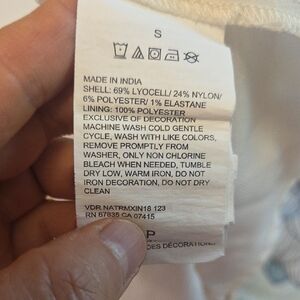 S
MADE IN INDIA
SHELL: 69% LYOCELL/ 24% NYLON/
6% POLYESTER/ 1% ELASTANE
LINING: 100% POLYESTER
EXCLUSIVE OF DECORATION
MACHINE WASH COLD GENTLE
CYCLE, WASH WITH LIKE COLORS,
REMOVE PROMPTLY FROM
WASHER, ONLY NON CHLORINE
BLEACH WHEN NEEDED, TUMBLE
DRY LOW, WARM IRON, DO NOT
IRON DECORATION, DO NOT DRY
CLEAN
VDR NATRMXIN18 123
RN 67835 CA 07415
P
DES DÉCORATION